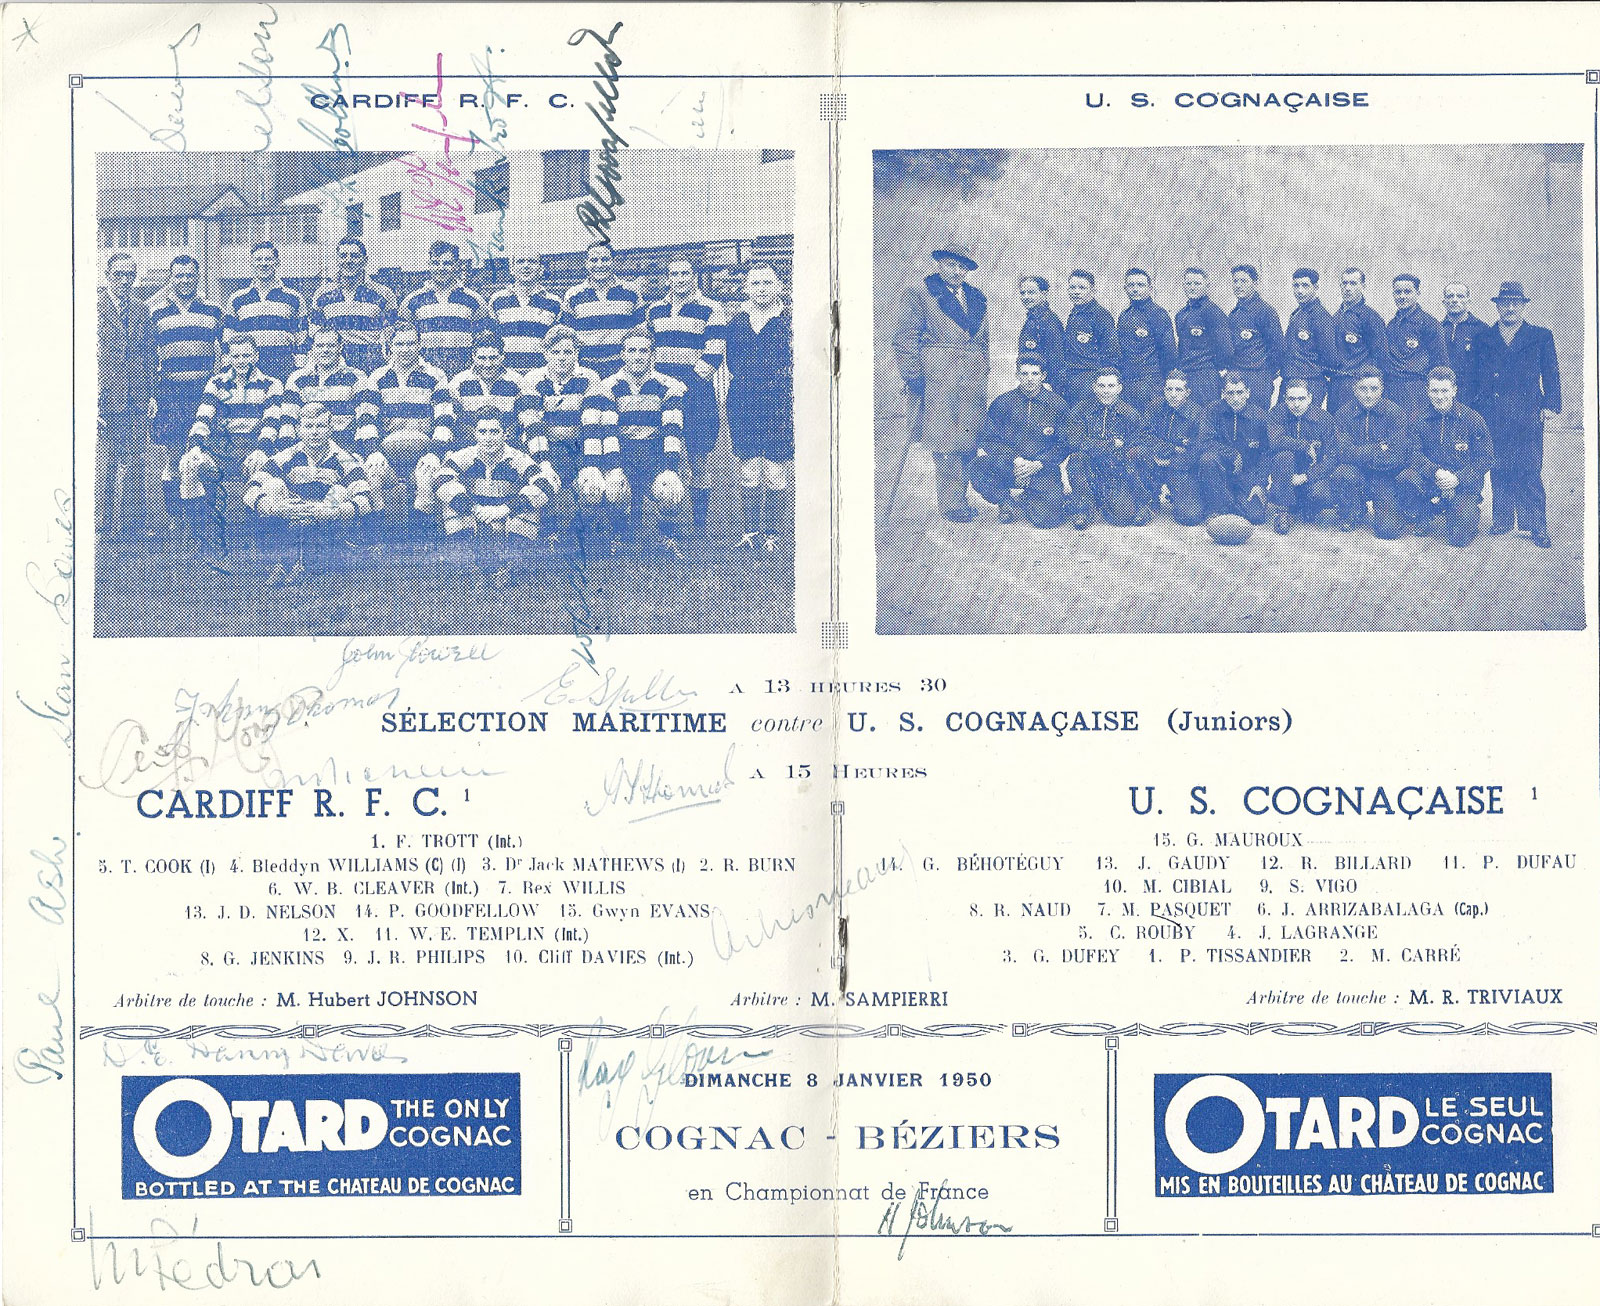 CARDIFF R. F. C.
U. S. COGNAÇAISE
John Powell
A 13 HEURES 30
SÉLECTION MARITIME contre U. S. COGNAÇAISE (Juniors)
A 15 HEURES
CARDIFF R. F. C. 1
1. F. TROTT (Int.)
5. T. COOK (I) 4. Bleddyn WILLIAMS (C) (I) 3. Dr Jack MATHEWS (I) 2. R. BURN
6. W. B. CLEAVER (Int.) 7. Rex WILLIS
13. J. D. NELSON 14. P. GOODFELLOW 15. Gwyn EVANS
12. X. 11. W. E. TEMPLIN (Int.)
8. G. JENKINS 9. J. R. PHILIPS 10. Cliff DAVIES (Int.)
Arbitre de touche : M. Hubert JOHNSON
Arbitre : M. SAMPIERRI
U. S. COGNAÇAISE 1
15. G. MAUROUX
14. G. BÉHOTÉGUY 13. J. GAUDY 12. R. BILLARD 11. P. DUFAU
10. M. CIBIAL 9. S. VIGO
8. R. NAUD 7. M. PASQUET 6. J. ARRIZABALAGA (Cap.)
5. C. ROUBY 4. J. LAGRANGE
3. G. DUFEY 1. P. TISSANDIER 2. M. CARRÉ
Arbitre de touche : M. R. TRIVIAUX
OTARD THE ONLY COGNAC
BOTTLED AT THE CHATEAU DE COGNAC
DIMANCHE 8 JANVIER 1950
COGNAC - BÉZIERS
en Championnat de France
H Johnson
OTARD LE SEUL COGNAC
MIS EN BOUTEILLES AU CHÂTEAU DE COGNAC